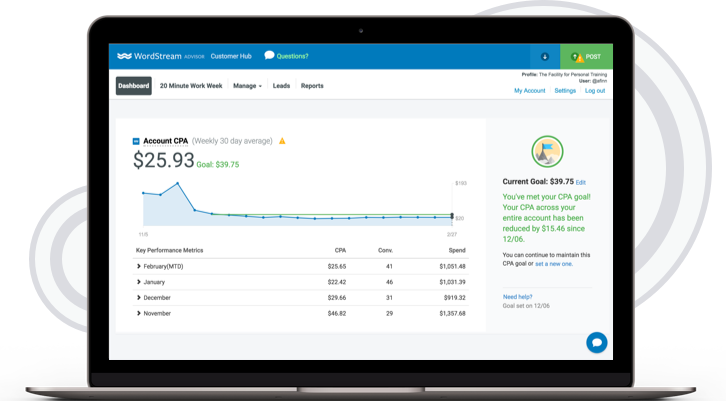 WordStream ADVISOR Customer Hub Questions?
POST
Profile: The Facility for Personal Training
User: @efirm
Dashboard 20 Minute Work Week Manage Leads Reports
My Account Settings Log out
Account CPA (Weekly 30 day average)
$25.93 Goal: $39.75
$193
$20
11/6 2/27
Key Performance Metrics CPA Conv. Spend
February(MTD) $25.65 41 $1,051.48
January $22.42 46 $1,031.39
December $29.66 31 $919.32
November $46.82 29 $1,357.68
Current Goal: $39.75 Edit
You've met your CPA goal!
Your CPA across your
entire account has been
reduced by $15.46 since
12/06.
You can continue to maintain this
CPA goal or set a new one.
Need help?
Goal set on 12/06